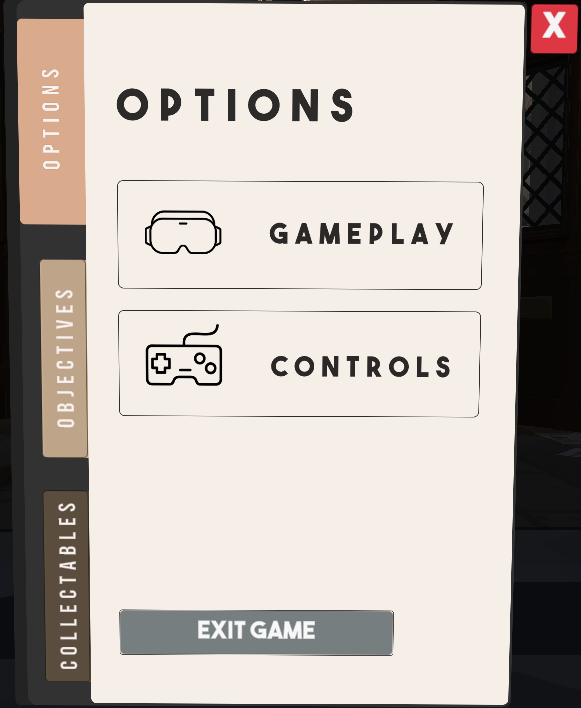 X
OPTIONS
OPTIONS
GAMEPLAY
OBJECTIVES
CONTROLS
COLLECTABLES
EXIT GAME